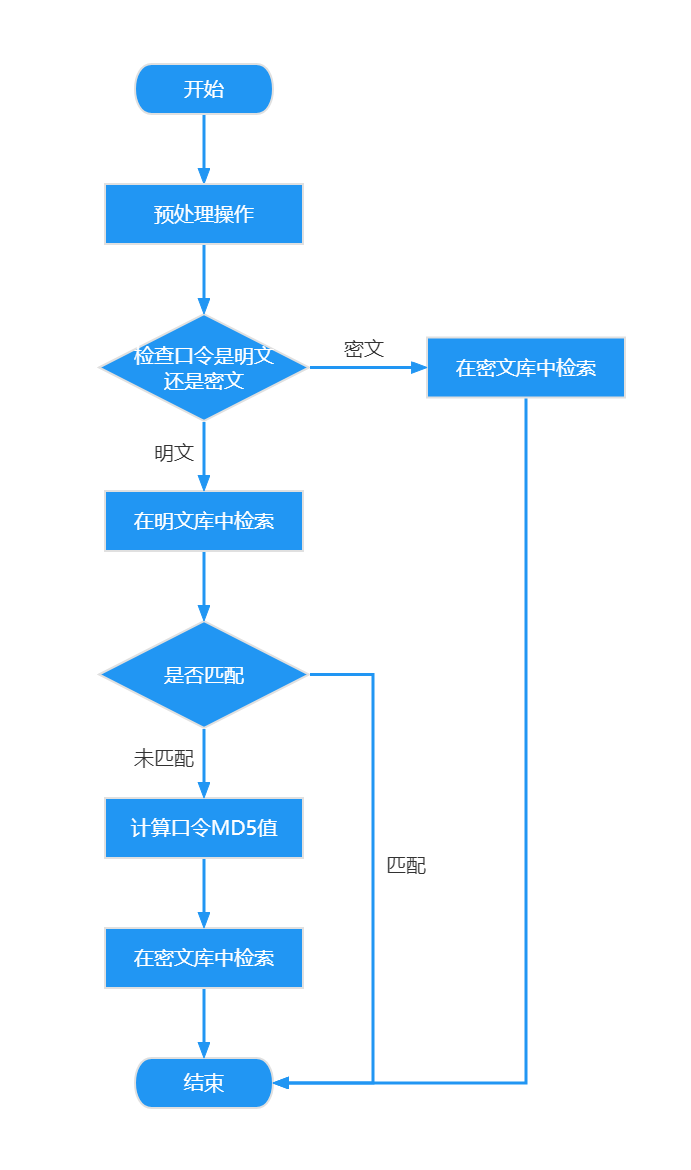 开始
预处理操作
检查口令是明文
还是密文
密文
在密文库中检索
明文
在明文库中检索
是否匹配
未匹配
计算口令MD5值
匹配
在密文库中检索
结束